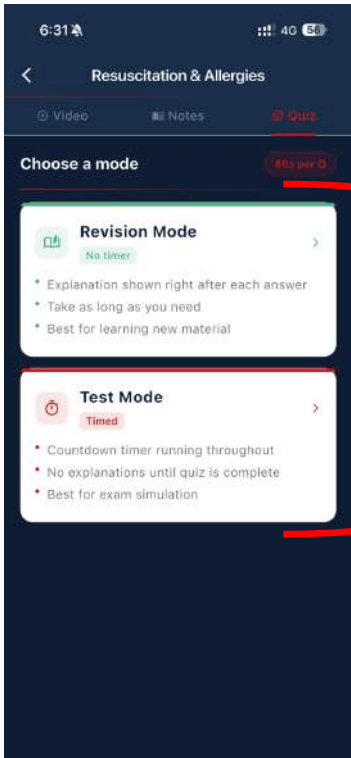 6:31
4G 56
Resuscitation & Allergies
Video Notes Quiz
Choose a mode
80s per Q
Revision Mode
No timer
• Explanation shown right after each answer
• Take as long as you need
• Best for learning new material
Test Mode
Timed
• Countdown timer running throughout
• No explanations until quiz is complete
• Best for exam simulation